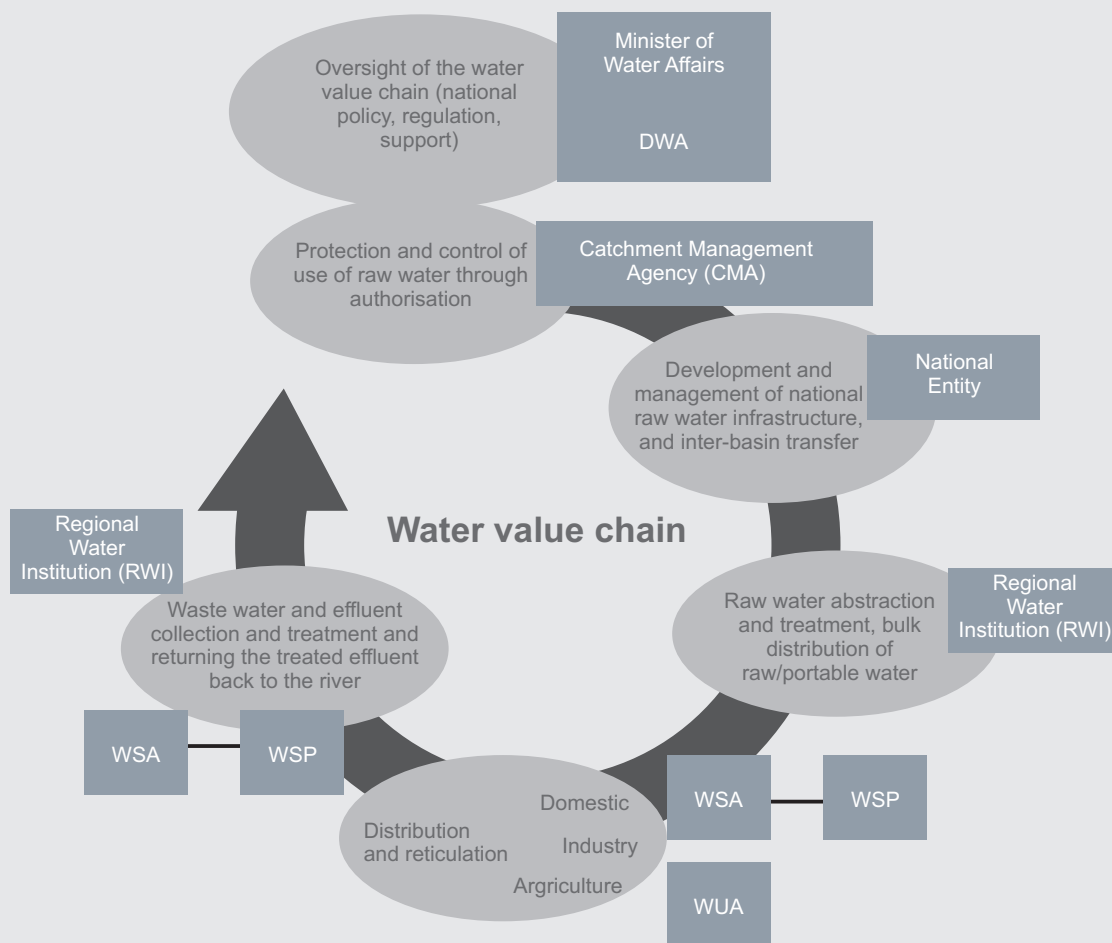 Oversight of the water
value chain (national
policy, regulation,
support)
Minister of
Water Affairs
DWA
Protection and control of
use of raw water through
authorisation
Catchment Management
Agency (CMA)
Development and
management of national
raw water infrastructure,
and inter-basin transfer
National
Entity
Water value chain
Regional
Water
Institution (RWI)
Waste water and effluent
collection and treatment and
returning the treated effluent
back to the river
Raw water abstraction
and treatment, bulk
distribution of
raw/portable water
Regional
Water
Institution (RWI)
WSA
WSP
Distribution
and reticulation
Domestic
Industry
Argriculture
WSA
WSP
WUA